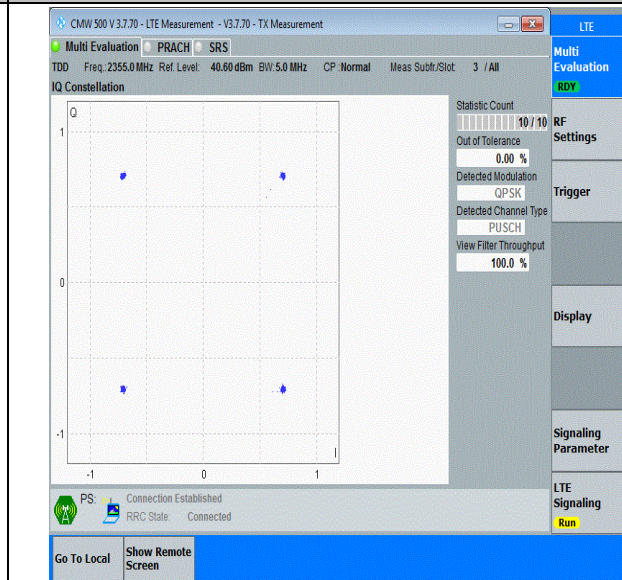 CMW 500 V 3.7.70 - LTE Measurement - V3.7.70 - TX Measurement
LTE
Multi Evaluation PRACH SRS
Multi
Evaluation
RDY
TDD Freq.:2355.0 MHz Ref. Level: 40.60 dBm BW:5.0 MHz CP :Normal Meas Subfr./Slot: 3 / All
IQ Constellation
Q
1
0
-1
-1
0
1
I
Statistic Count
10 / 10
Out of Tolerance
0.00 %
Detected Modulation
QPSK
Detected Channel Type
PUSCH
View Filter Throughput
100.0 %
RF
Settings
Trigger
Display
Signaling
Parameter
LTE
Signaling
Run
PS: Connection Established
RRC State: Connected
Go To Local
Show Remote
Screen